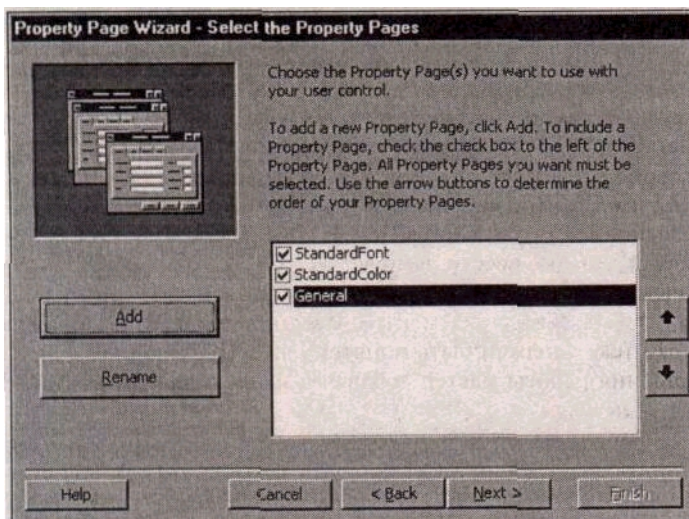 Property Page Wizard - Select the Property Pages
Choose the Property Page(s) you want to use with
your user control.
To add a new Property Page, click Add. To include a
Property Page, check the check box to the left of the
Property Page. All Property Pages you want must be
selected. Use the arrow buttons to determine the
order of your Property Pages.
StandardFont
StandardColor
General
Add
Rename
Help
Cancel
< Back
Next >
Finish